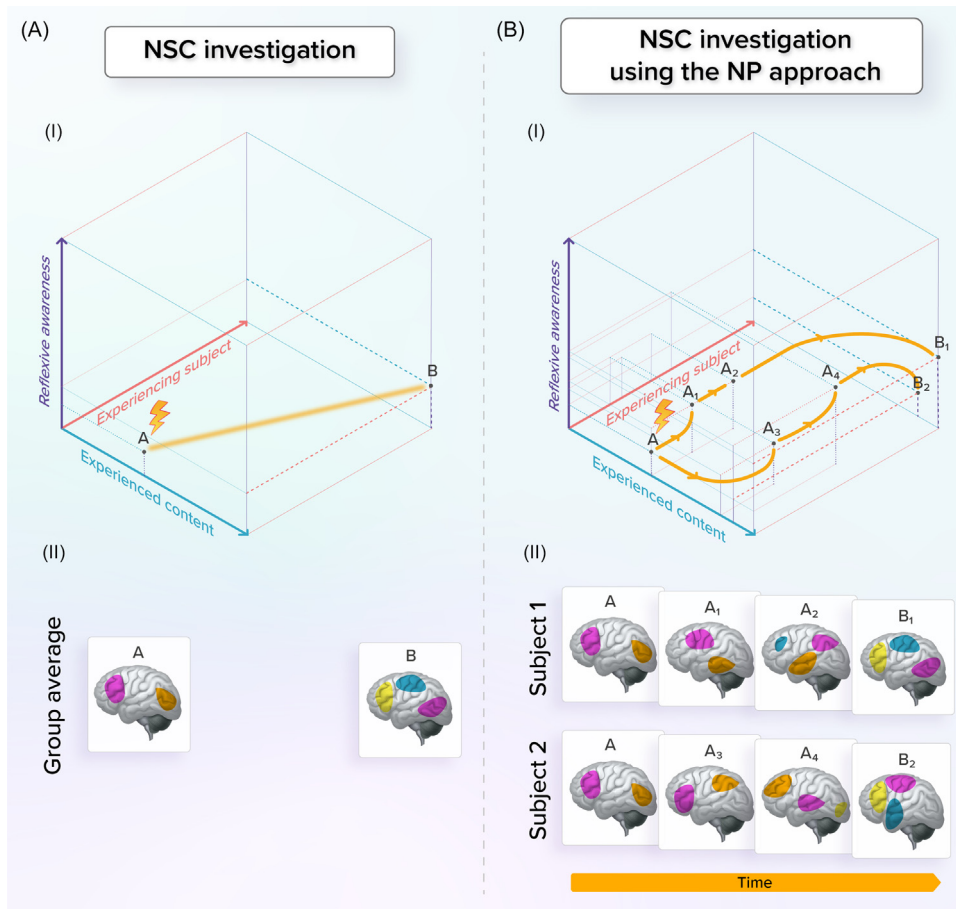 (A)
NSC investigation
(I)
Reflexive awareness
Experiencing subject
Experienced content
A
B
(II)
Group average
A
B
(B)
NSC investigation
using the NP approach
(I)
Reflexive awareness
Experiencing subject
Experienced content
A
A₁
A₂
A₃
A₄
B₁
B₂
(II)
Subject 1
A
A₁
A₂
B₁
Subject 2
A
A₃
A₄
B₂
Time